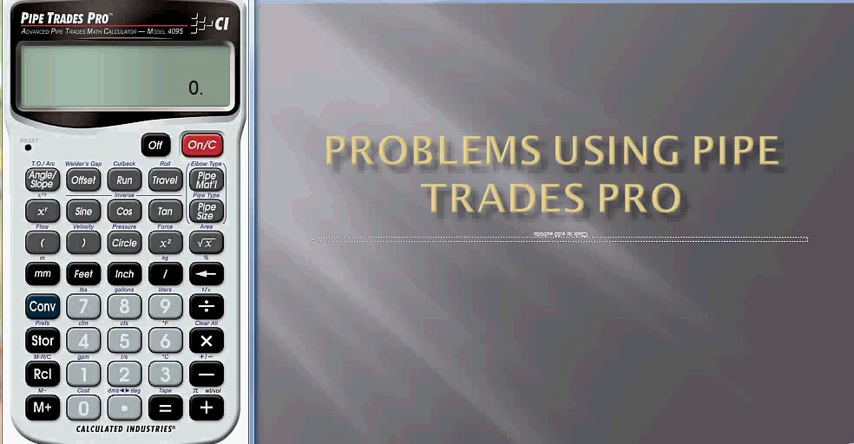 PIPE TRADES PRO™
CI
ADVANCED PIPE TRADES MATH CALCULATOR — MODEL 4095
0.
RESET
Off On/C
T.O./Arc Welder's Gap Cutback Roll Elbow Type
Angle/Slope Offset Run Travel Pipe Mat'l
Inverse Pipe Type
xʸ Sine Cos Tan Pipe Size
Flow Velocity Pressure Force Area
( ) Circle x² √x
m kg %
mm Feet Inch / ←
lbs gallons liters 1/x
Conv 7 8 9 ÷
Prefs cfm cfs °F Clear All
Stor 4 5 6 ×
M-R/C gpm l/s °C +/−
Rcl 1 2 3 −
M− Cost dms◄►deg Tape π wt/vol
M+ 0 • = +
CALCULATED INDUSTRIES®
PROBLEMS USING PIPE
TRADES PRO